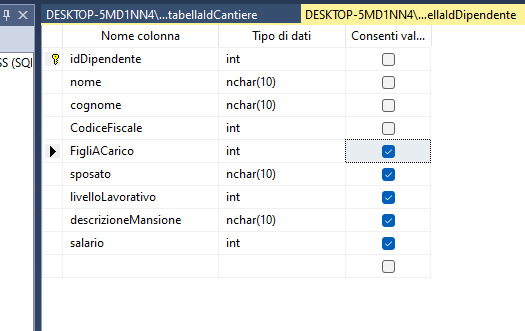 DESKTOP-5MD1NN4\...tabellaIdCantiere DESKTOP-5MD1NN4\...ellaIdDipendente
Nome colonna Tipo di dati Consenti val...
SS (SQl
idDipendente int
nome nchar(10)
cognome nchar(10)
CodiceFiscale int
FigliACarico int
sposato nchar(10)
livelloLavorativo int
descrizioneMansione nchar(10)
salario int